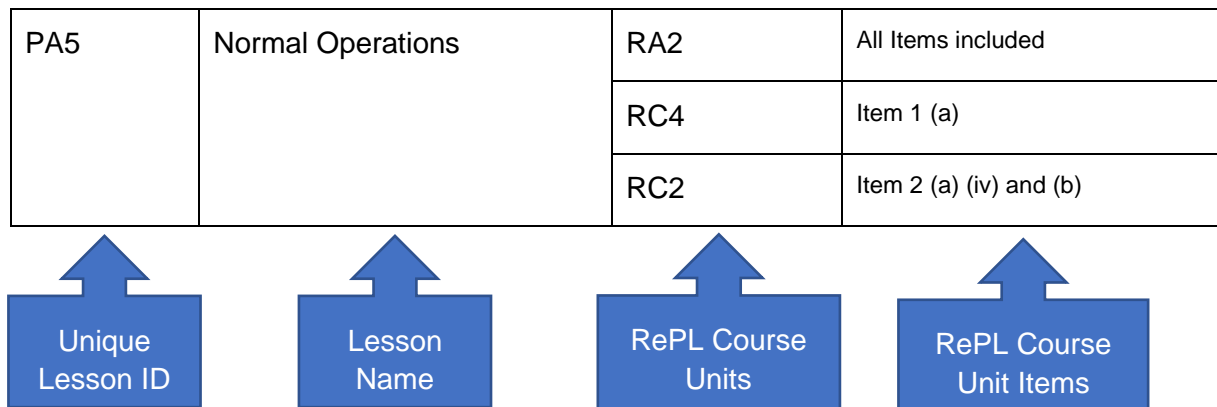 PA5
Normal Operations
RA2
All Items included
RC4
Item 1 (a)
RC2
Item 2 (a) (iv) and (b)
Unique
Lesson ID
Lesson
Name
RePL Course
Units
RePL Course
Unit Items